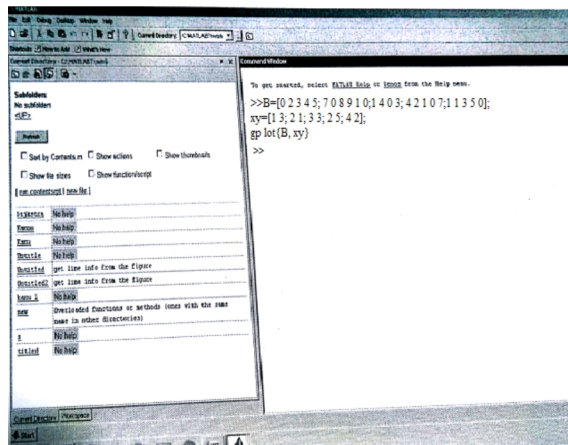 MATLAB
File Edit Debug Desktop Window Help
Current Directory: C:\MATLAB7\work
Shortcuts How to Add What's New
Current Directory - C:\MATLAB7\work
Command Window
To get started, select MATLAB Help or Demos from the Help menu.
>>B=[0 2 3 4 5; 7 0 8 9 1 0;1 4 0 3; 4 2 1 0 7;1 1 3 5 0];
xy=[1 3; 2 1; 3 3; 2 5; 4 2];
gp lot{B, xy}
>>
Subfolders
No subfolders
<UP>
Refresh
Sort by Contents.m Show actions Show thumbnails
Show file sizes Show function/script
[ run contentsrpt | new file ]
No help
No help
No help
No help
Untitled get line info from the figure
Untitled2 get line info from the figure
No help
new Overloaded functions or methods (ones with the same
name in other directories)
No help
titled No help
Current Directory Workspace
Start